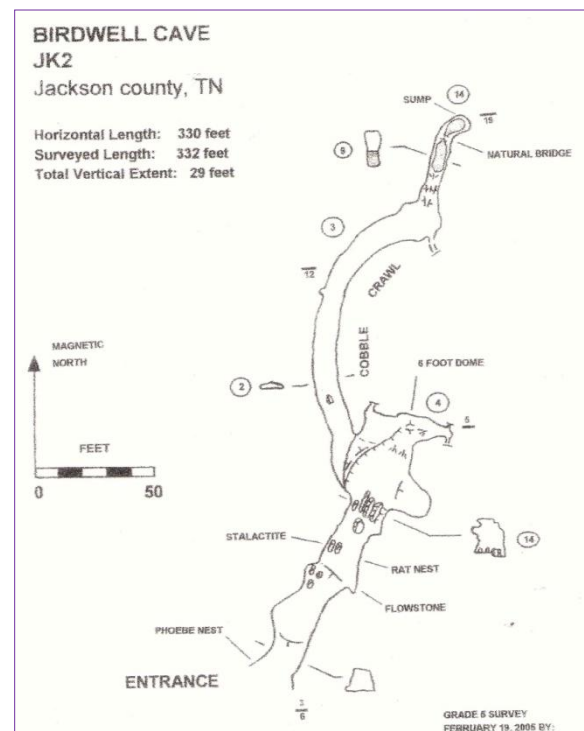 BIRDWELL CAVE
JK2
Jackson county, TN
Horizontal Length: 330 feet
Surveyed Length: 332 feet
Total Vertical Extent: 29 feet
SUMP
14
15
9
NATURAL BRIDGE
3
12
CRAWL
COBBLE
MAGNETIC
NORTH
2
6 FOOT DOME
4
5
FEET
0 50
STALACTITE
14
RAT NEST
FLOWSTONE
PHOEBE NEST
ENTRANCE
6
GRADE 5 SURVEY
FEBRUARY 19, 2005 BY: